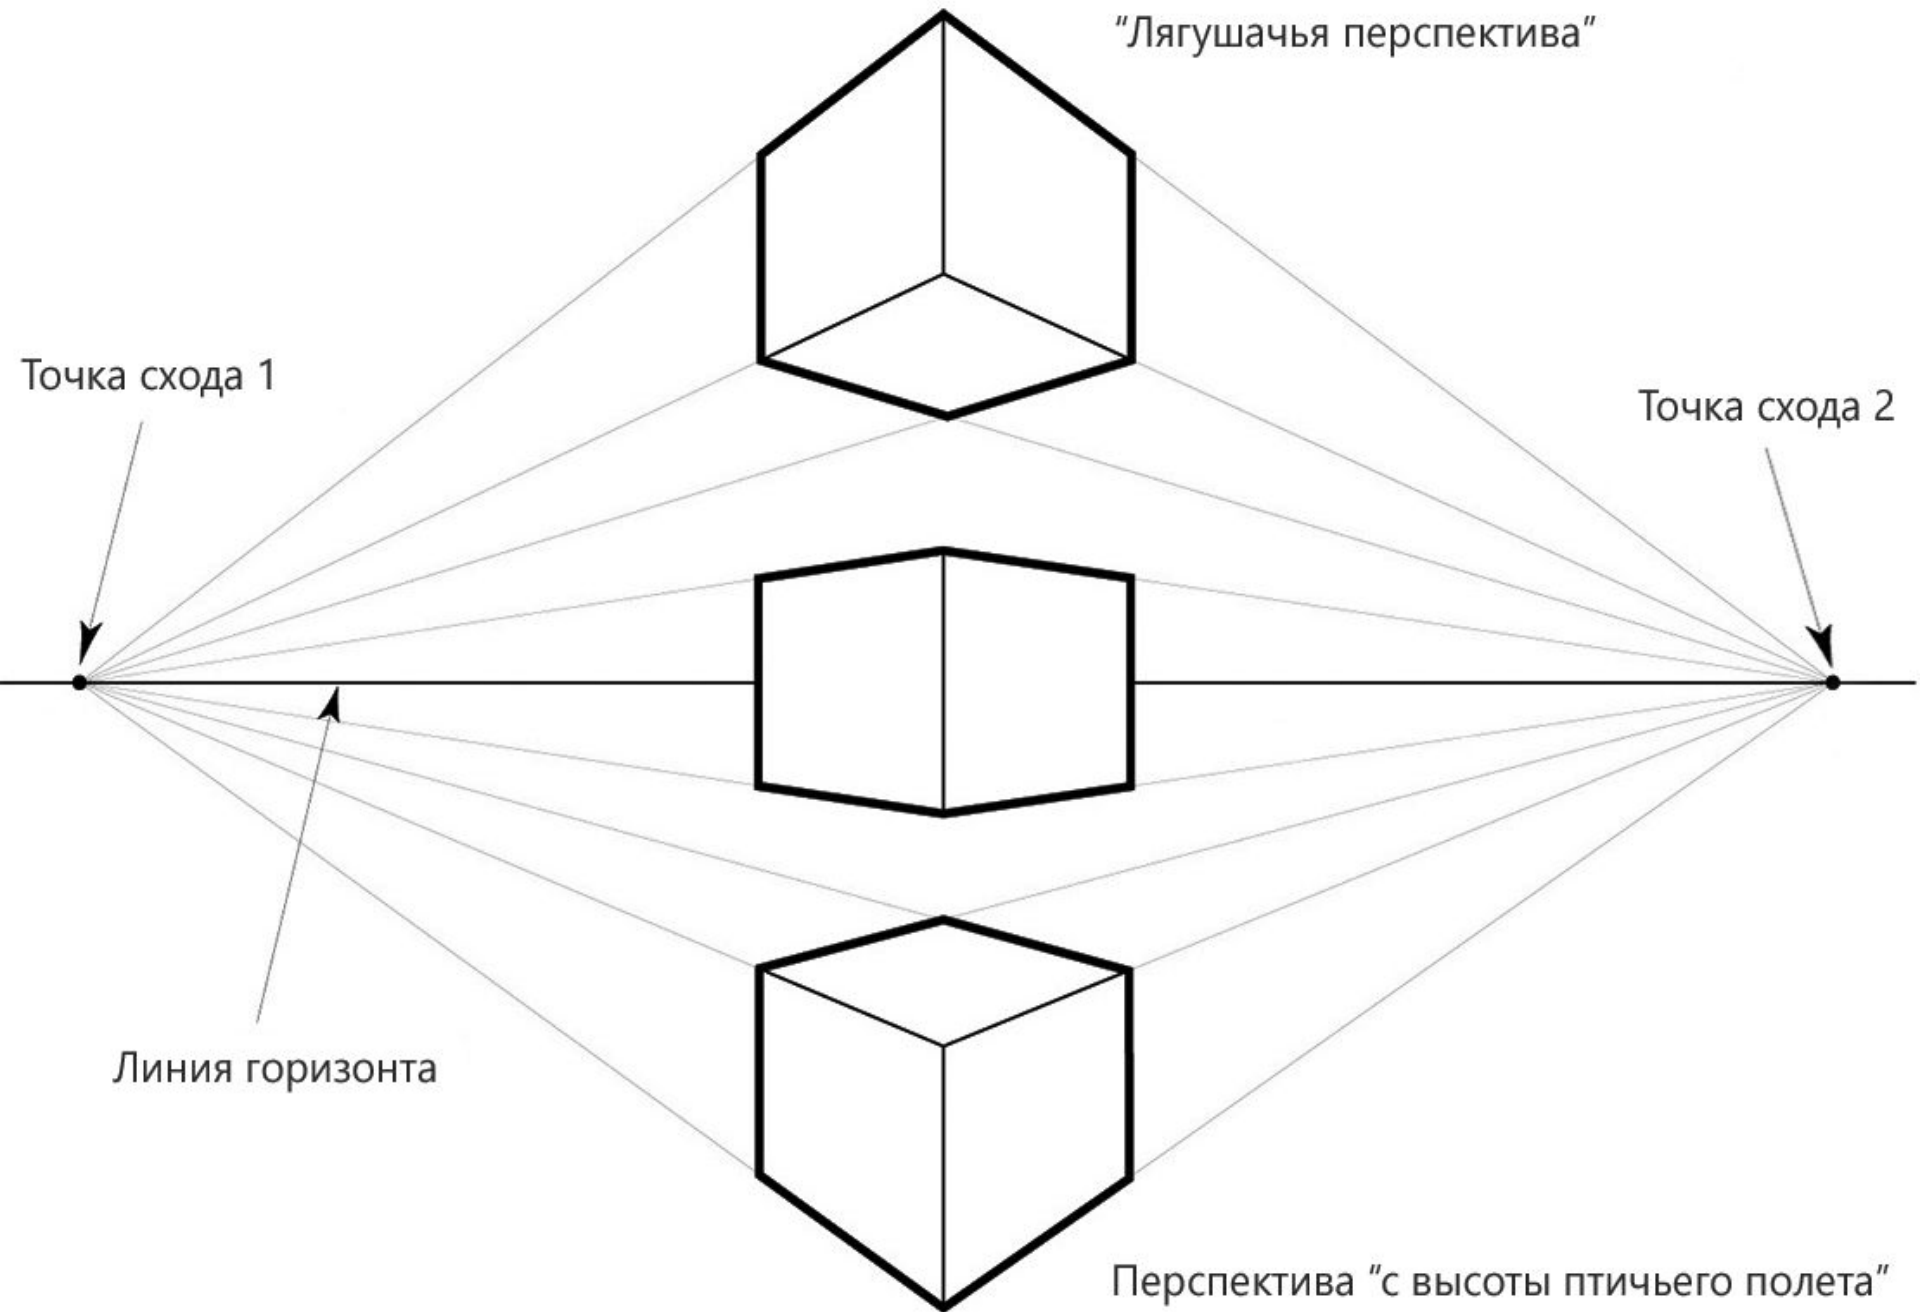 “Лягушачья перспектива”
Точка схода 1
Точка схода 2
Линия горизонта
Перспектива “с высоты птичьего полета”